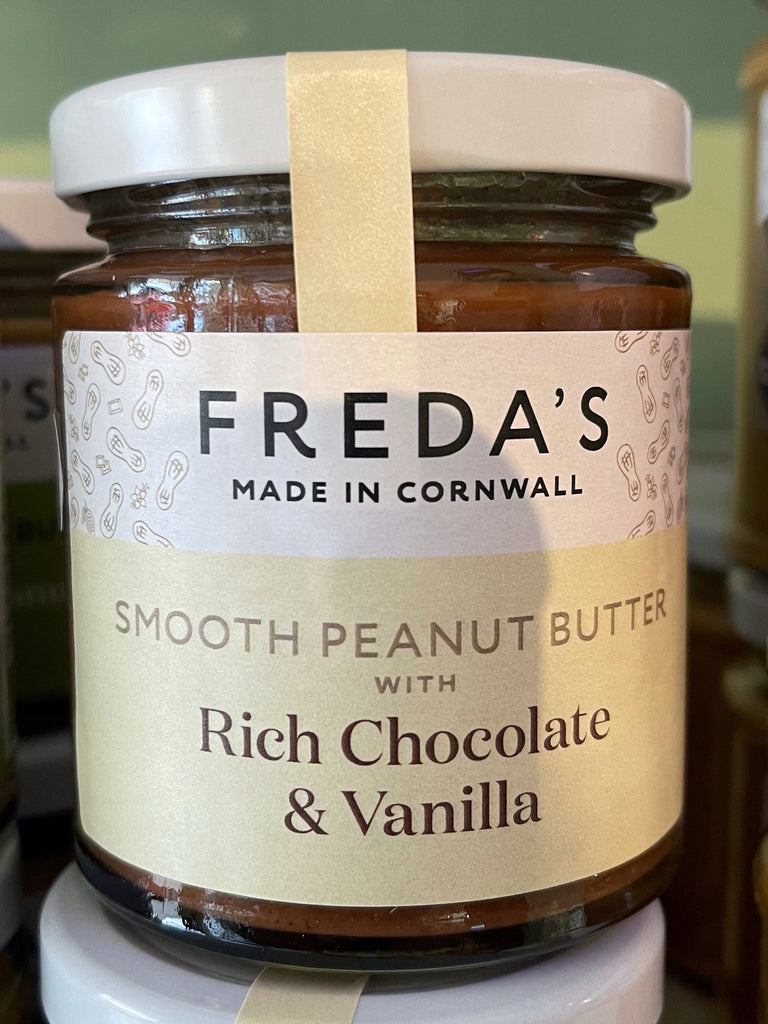 FREDA'S
MADE IN CORNWALL
SMOOTH PEANUT BUTTER
WITH
Rich Chocolate
& Vanilla